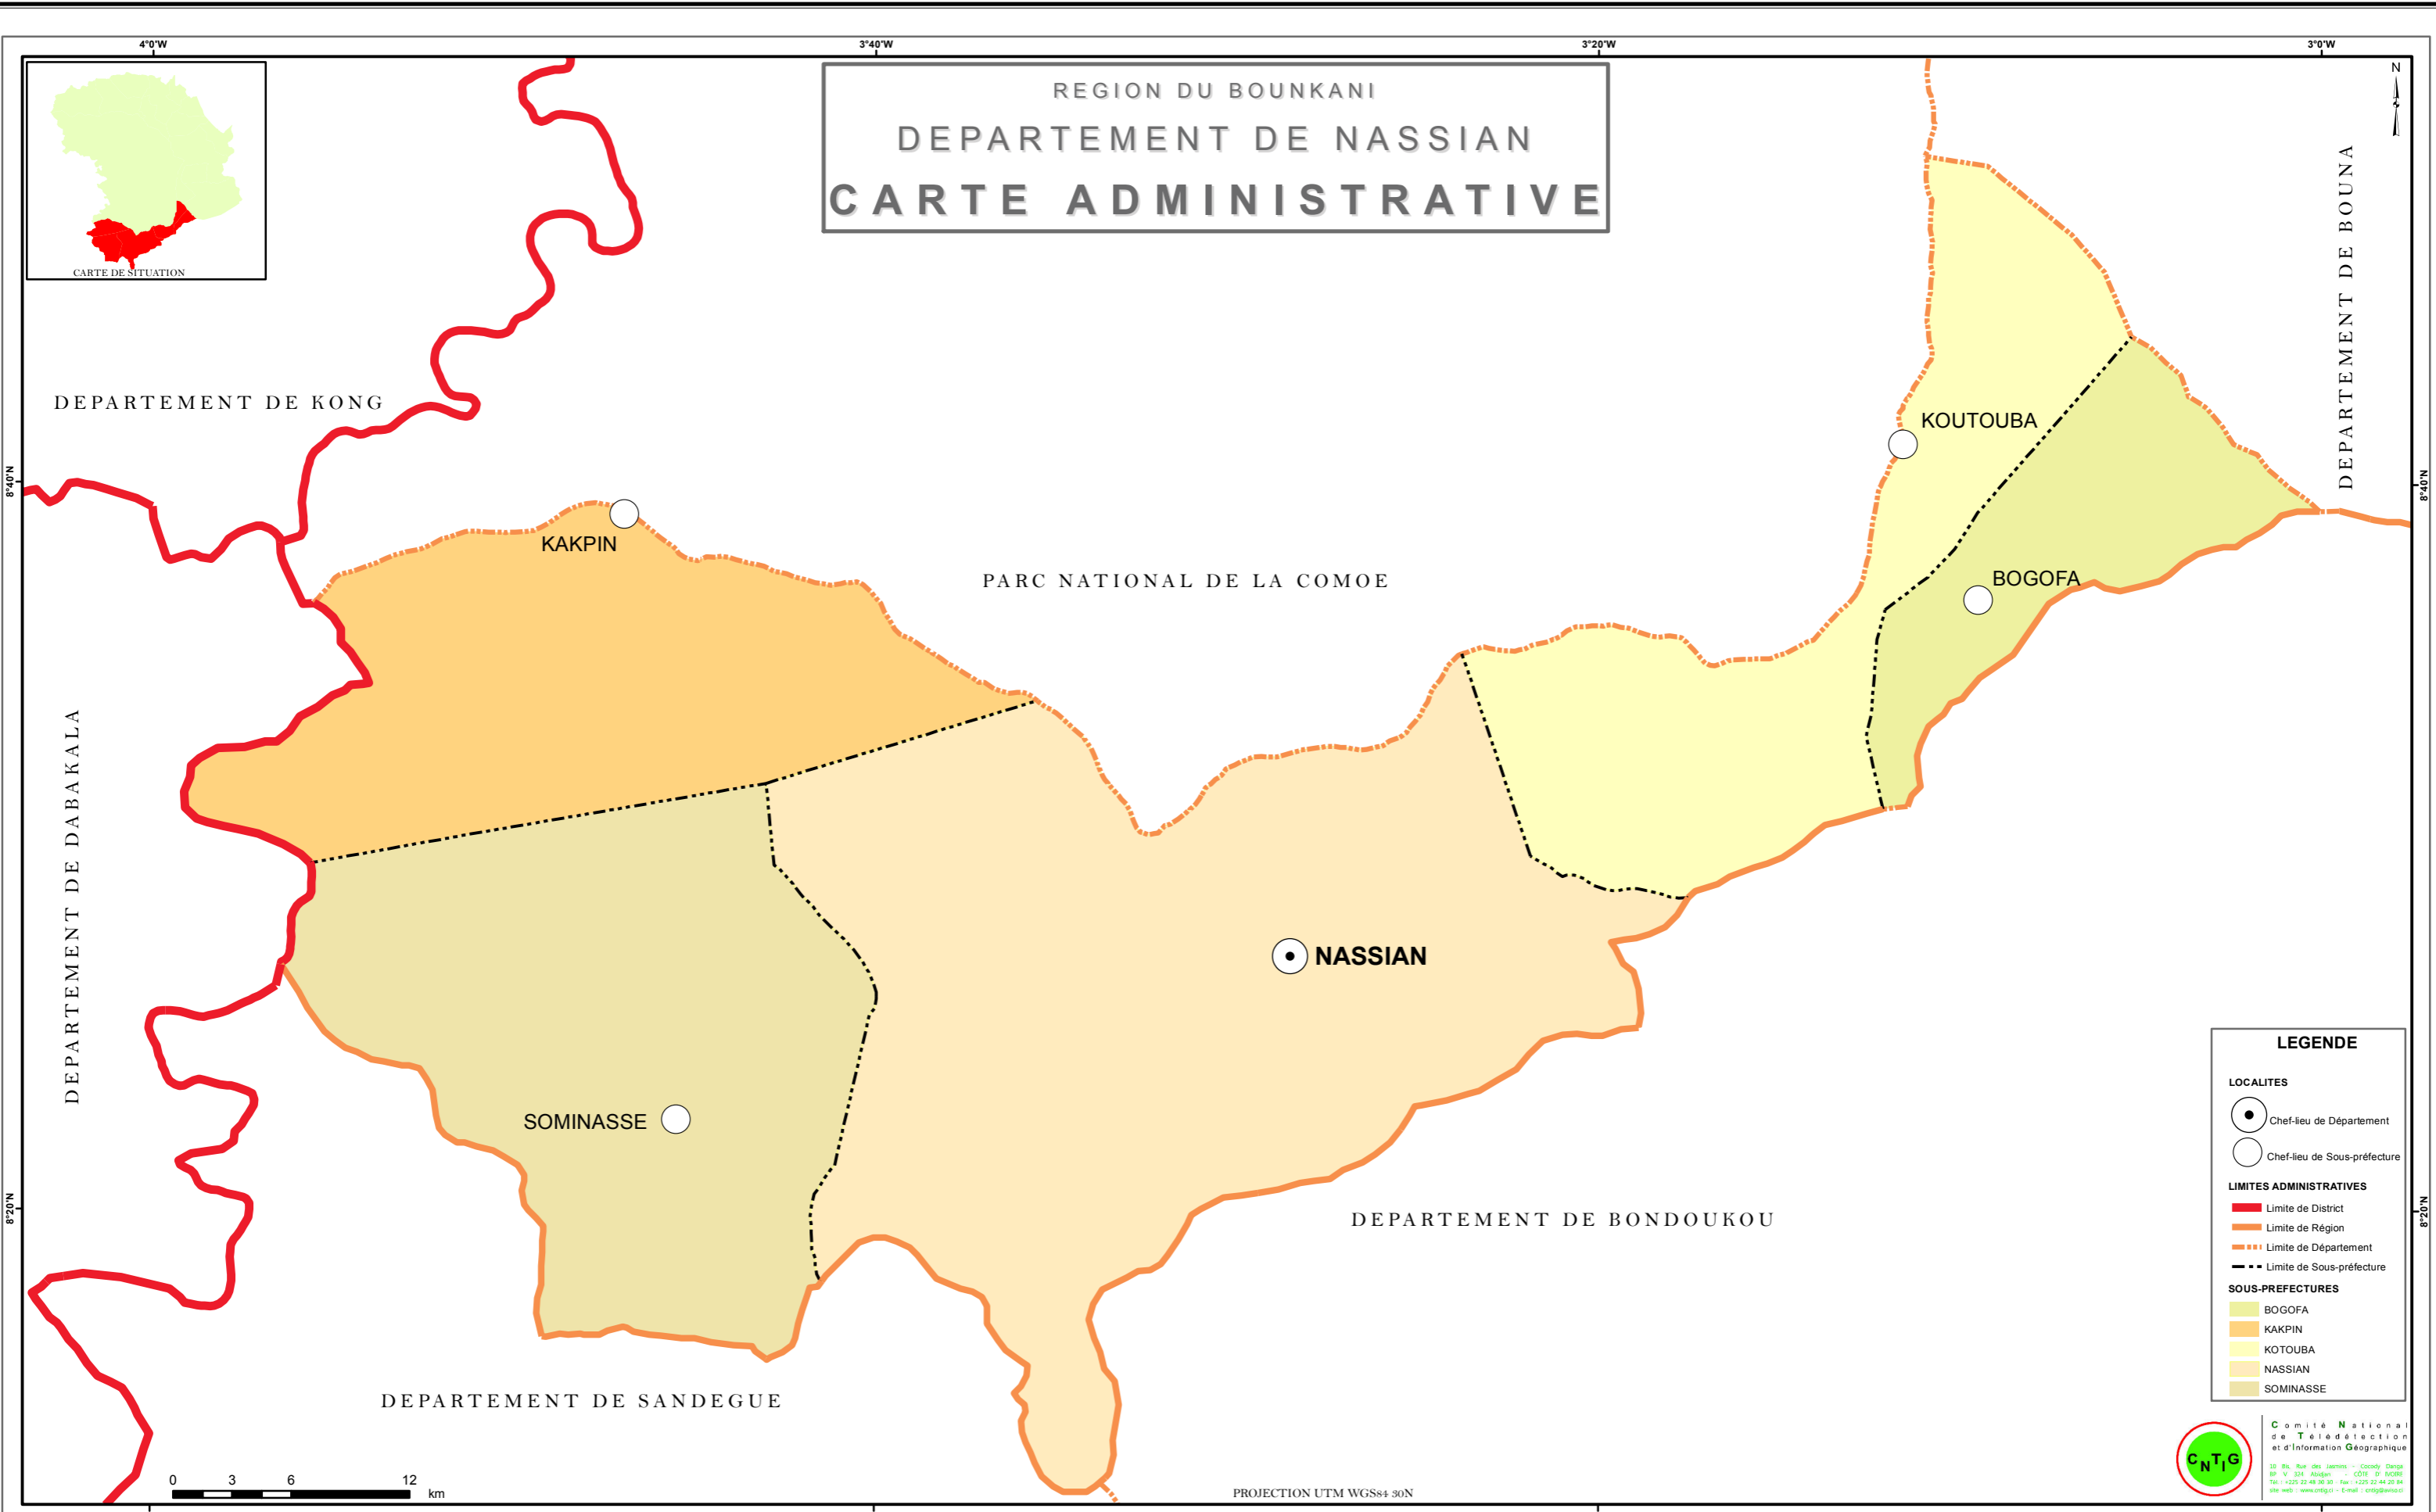 4°0'W
3°40'W
3°20'W
3°0'W
CARTE DE SITUATION
REGION DU BOUNKANI
DEPARTEMENT DE NASSIAN
CARTE ADMINISTRATIVE
N
DEPARTEMENT DE BOUNA
DEPARTEMENT DE KONG
8°40'N
8°40'N
KOUTOUBA
KAKPIN
PARC NATIONAL DE LA COMOE
BOGOFA
DEPARTEMENT DE DABAKALA
NASSIAN
SOMINASSE
8°20'N
8°20'N
DEPARTEMENT DE BONDOUKOU
DEPARTEMENT DE SANDEGUE
LEGENDE
LOCALITES
Chef-lieu de Département
Chef-lieu de Sous-préfecture
LIMITES ADMINISTRATIVES
Limite de District
Limite de Région
Limite de Département
Limite de Sous-préfecture
SOUS-PREFECTURES
BOGOFA
KAKPIN
KOTOUBA
NASSIAN
SOMINASSE
0 3 6 12
km
PROJECTION UTM WGS84 30N
CNTIG
Comité National
de Télédétection
et d'Information Géographique